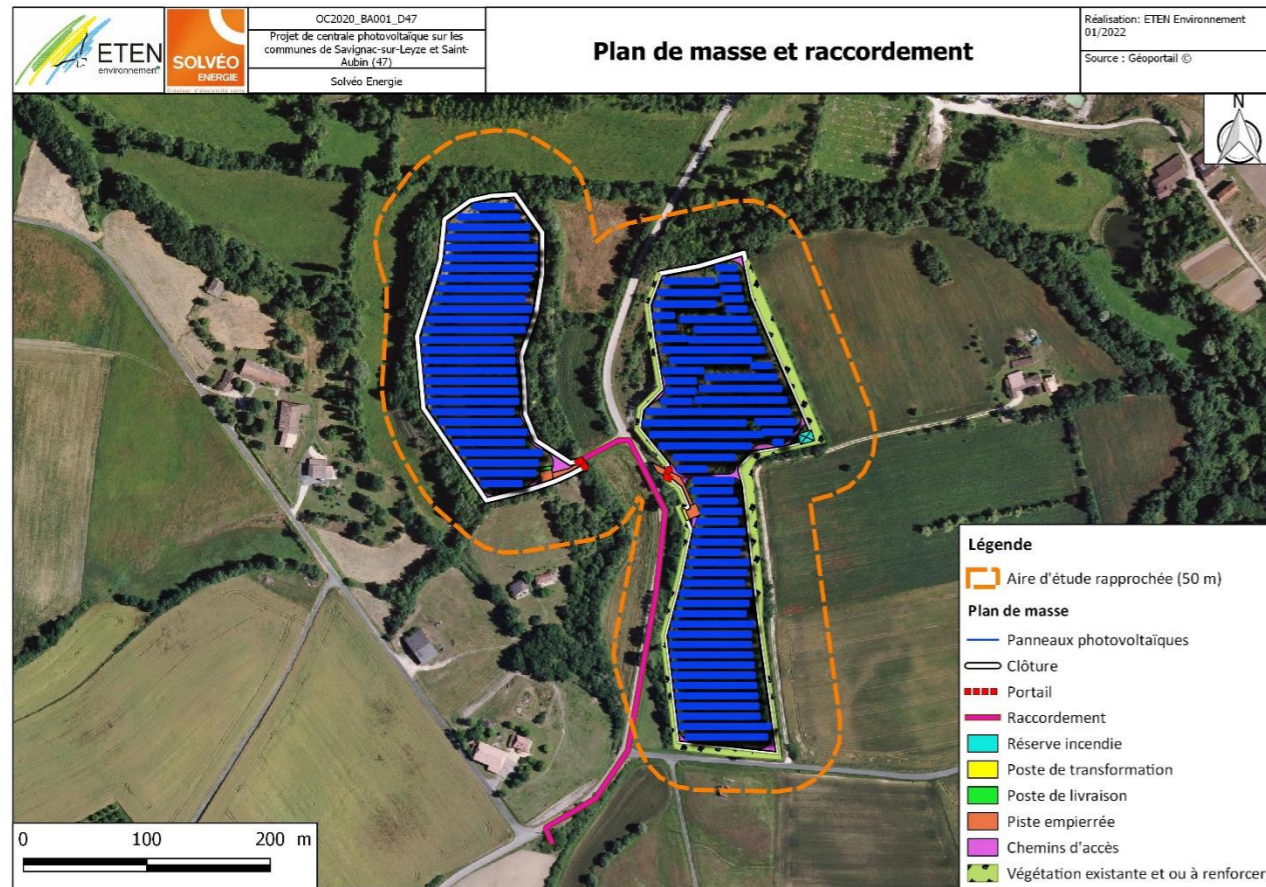 ETEN
environnement
SOLVÉO
ENERGIE
Créateur d'électricité verte
OC2020_BA001_D47
Projet de centrale photovoltaïque sur les
communes de Savignac-sur-Leyze et Saint-
Aubin (47)
Solvéo Energie
Plan de masse et raccordement
Réalisation: ETEN Environnement
01/2022
Source : Géoportail ©
N
Légende
Aire d'étude rapprochée (50 m)
Plan de masse
Panneaux photovoltaïques
Clôture
Portail
Raccordement
Réserve incendie
Poste de transformation
Poste de livraison
Piste empierrée
Chemins d'accès
Végétation existante et ou à renforcer
0 100 200 m